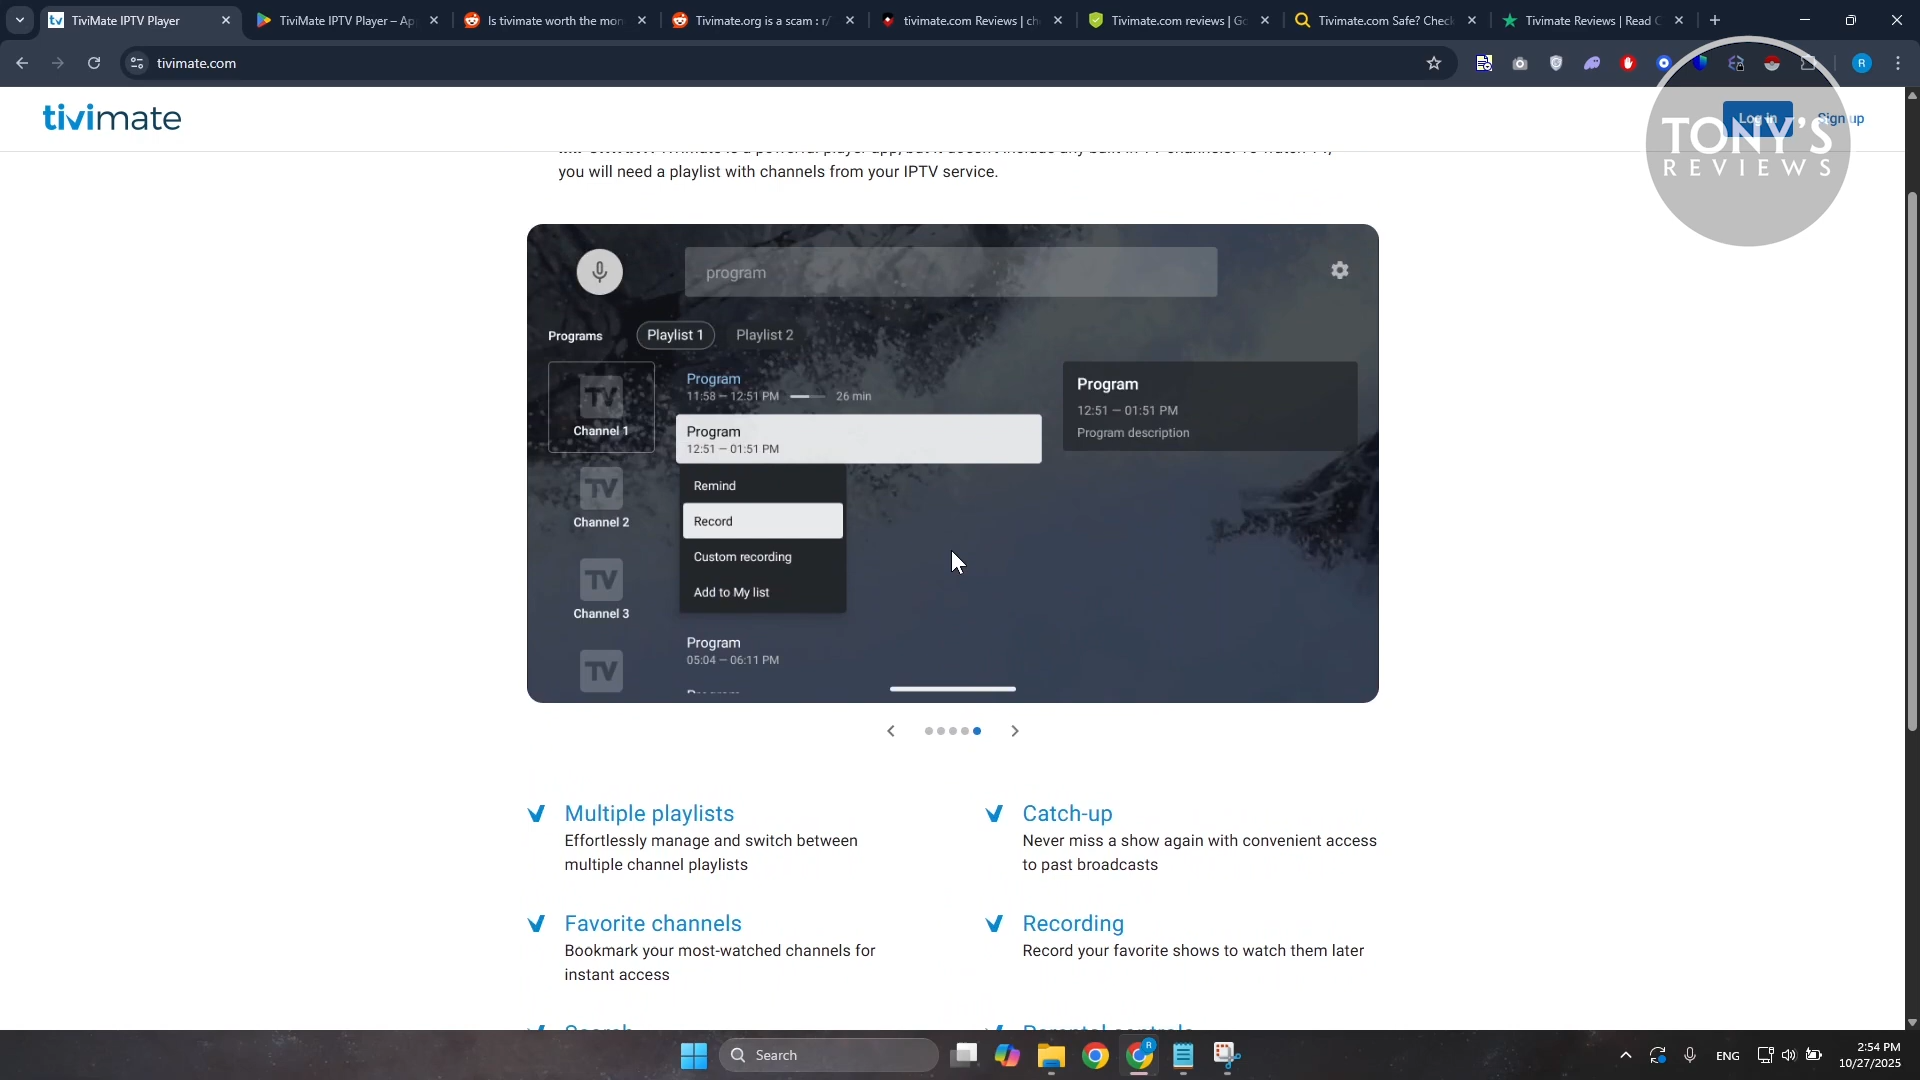 TiviMate IPTV Player
TiviMate IPTV Player – Ap
Is tivimate worth the mon
Tivimate.org is a scam : r/
tivimate.com Reviews | ch
Tivimate.com reviews | Go
Tivimate.com Safe? Check
Tivimate Reviews | Read C
tivimate.com
R
tivimate
Log in
Sign up
TONY'S
REVIEWS
you will need a playlist with channels from your IPTV service.
program
Programs
Playlist 1
Playlist 2
TV
Channel 1
Program
11:58 — 12:51 PM
26 min
Program
12:51 — 01:51 PM
Program
12:51 — 01:51 PM
Program description
TV
Channel 2
Remind
Record
Custom recording
Add to My list
TV
Channel 3
Program
05:04 — 06:11 PM
TV
Multiple playlists
Effortlessly manage and switch between
multiple channel playlists
Catch-up
Never miss a show again with convenient access
to past broadcasts
Favorite channels
Bookmark your most-watched channels for
instant access
Recording
Record your favorite shows to watch them later
Search
Parental controls
Search
R
ENG
2:54 PM
10/27/2025